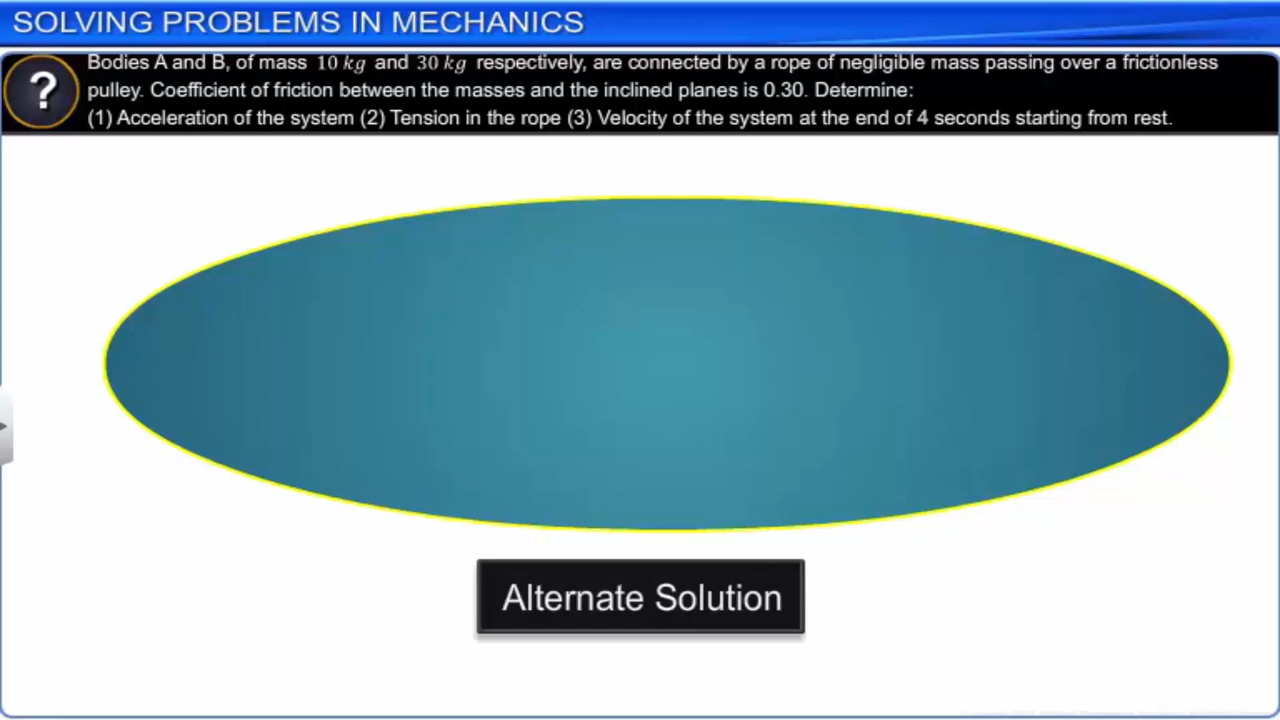 SOLVING PROBLEMS IN MECHANICS
?
Bodies A and B, of mass 10 kg and 30 kg respectively, are connected by a rope of negligible mass passing over a frictionless
pulley. Coefficient of friction between the masses and the inclined planes is 0.30. Determine:
(1) Acceleration of the system (2) Tension in the rope (3) Velocity of the system at the end of 4 seconds starting from rest.
Alternate Solution